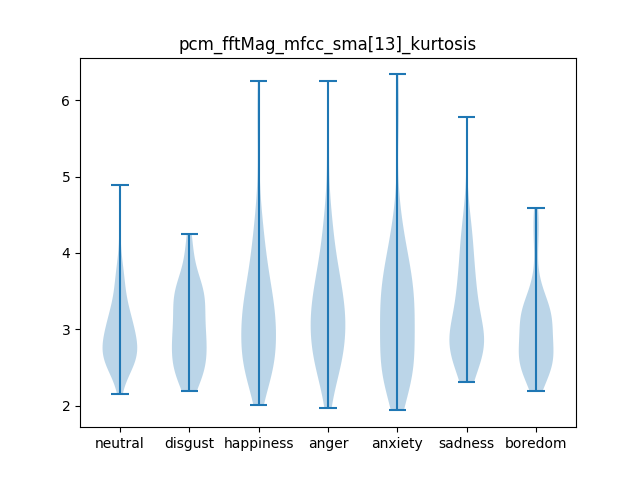 pcm_fftMag_mfcc_sma[13]_kurtosis
6
5
4
3
2
neutral disgust happiness anger anxiety sadness boredom